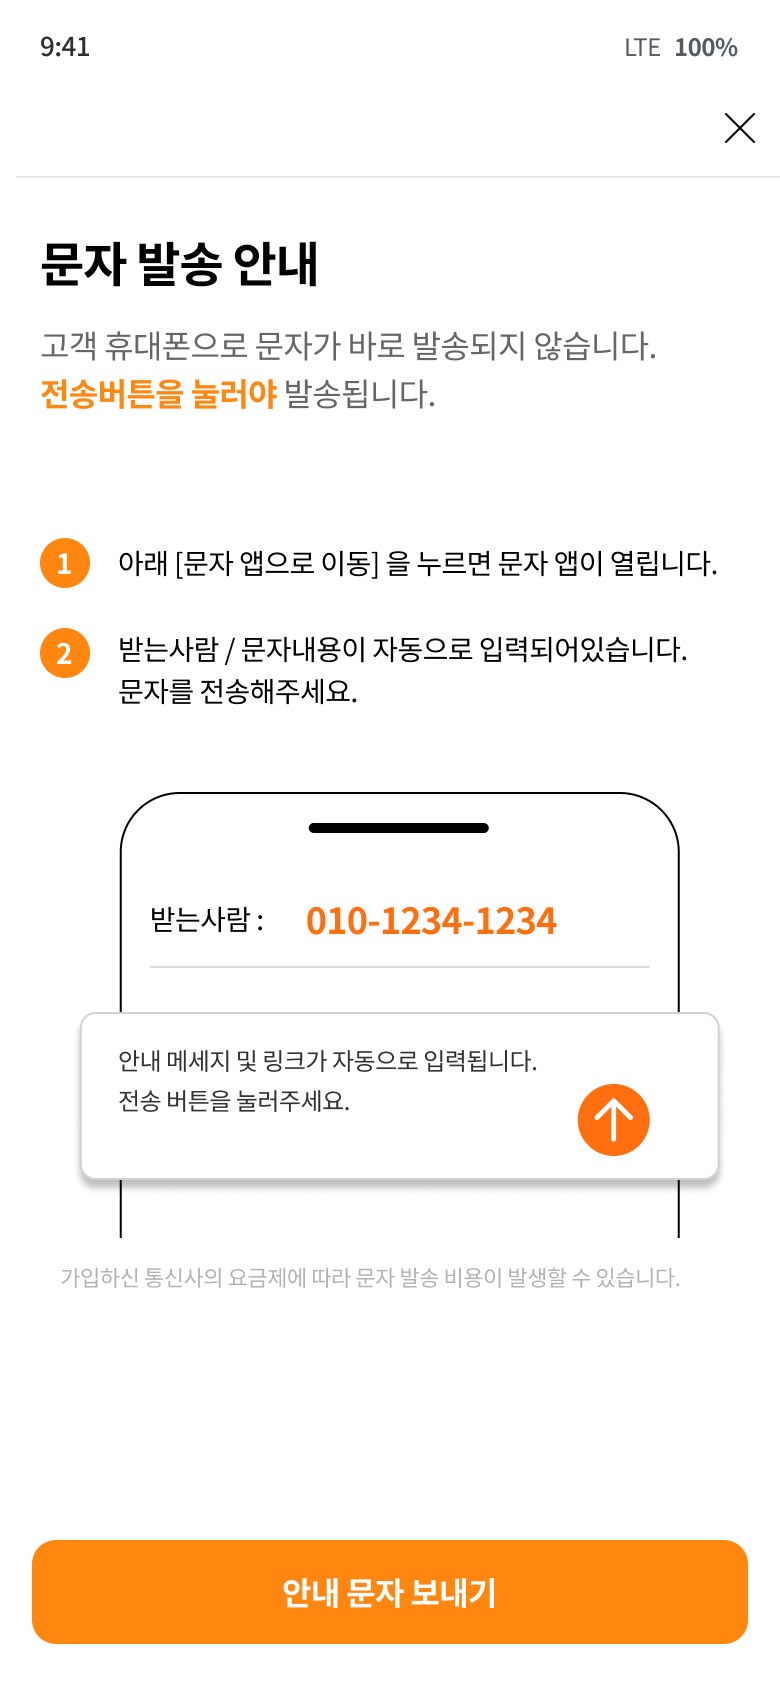 9:41
LTE 100%
문자 발송 안내
고객 휴대폰으로 문자가 바로 발송되지 않습니다.
전송버튼을 눌러야 발송됩니다.
1 아래 [문자 앱으로 이동] 을 누르면 문자 앱이 열립니다.
2 받는사람 / 문자내용이 자동으로 입력되어있습니다.
문자를 전송해주세요.
받는사람 : 010-1234-1234
안내 메세지 및 링크가 자동으로 입력됩니다.
전송 버튼을 눌러주세요.
가입하신 통신사의 요금제에 따라 문자 발송 비용이 발생할 수 있습니다.
안내 문자 보내기